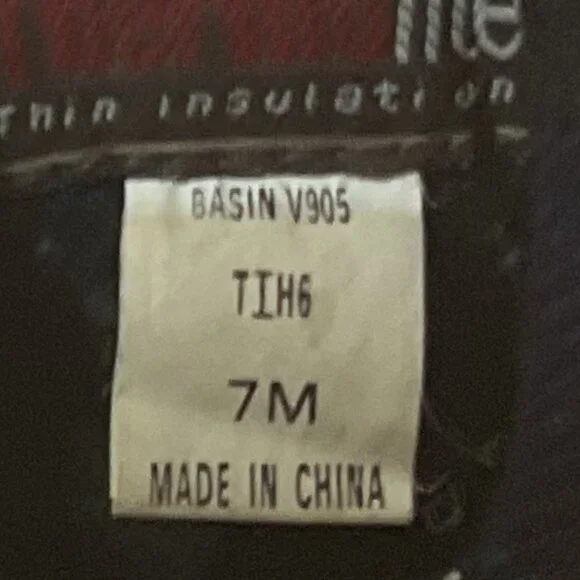 insulation
BASIN V905
TIH6
7M
MADE IN CHINA